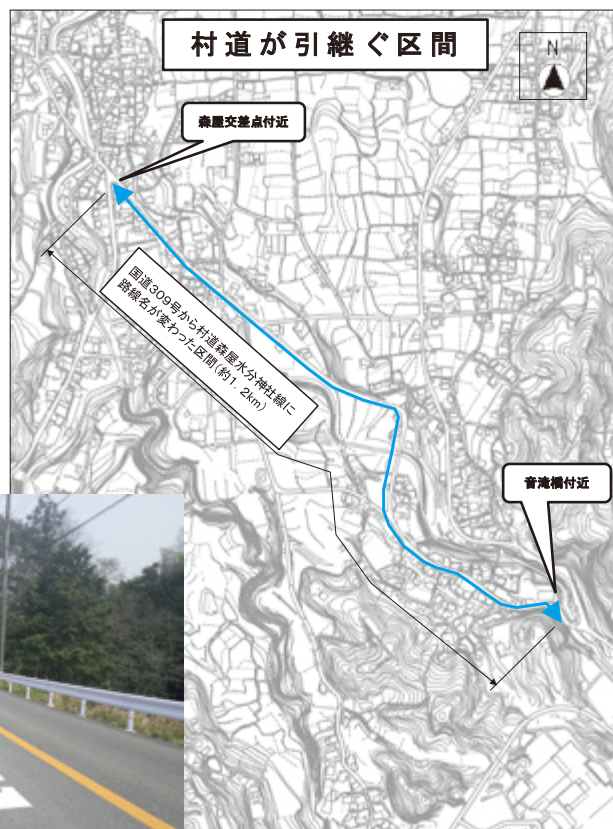 村道が引継ぐ区間
N
森屋交差点付近
国道309号から村道森屋水分神社線に
路線名が変わった区間(約1.2km)
音滝橋付近